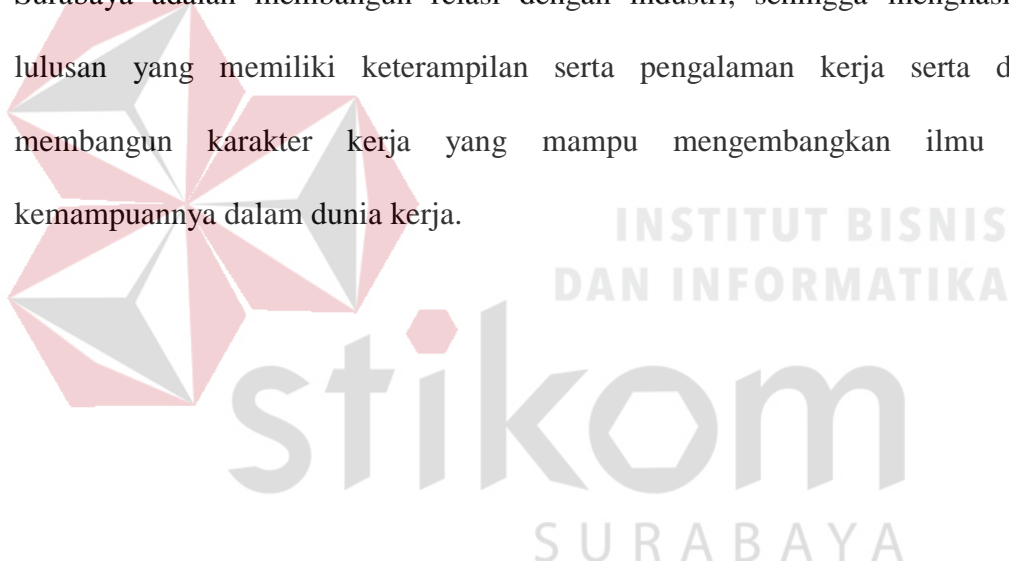 Surabaya adalah membangun relasi dengan industri, sehingga menghasi
lulusan yang memiliki keterampilan serta pengalaman kerja serta d
membangun karakter kerja yang mampu mengembangkan ilmu
kemampuannya dalam dunia kerja.
INSTITUT BISNIS
DAN INFORMATIKA
stikom
SURABAYA